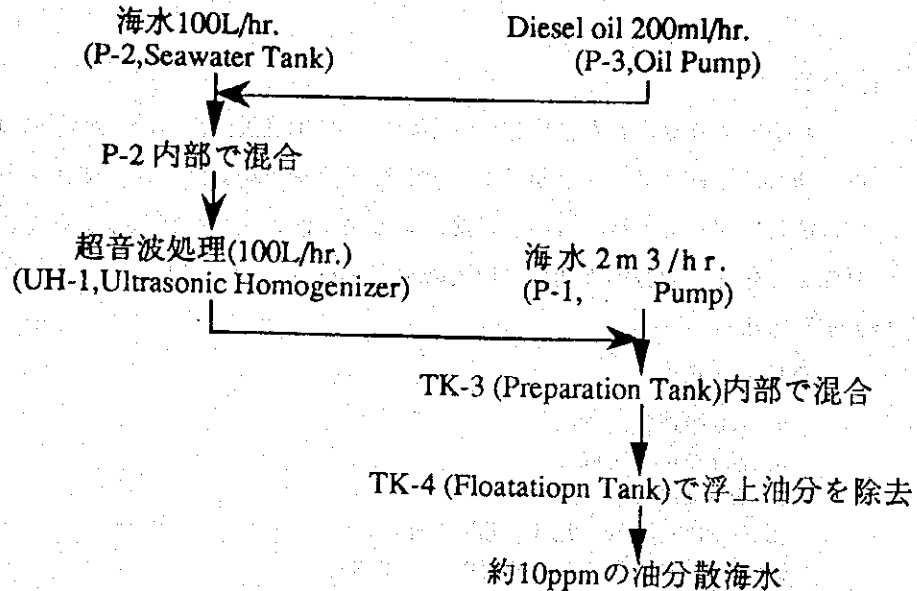 海水100L/hr.
(P-2,Seawater Tank)
Diesel oil 200ml/hr.
(P-3,Oil Pump)
P-2 内部で混合
超音波処理(100L/hr.)
(UH-1,Ultrasonic Homogenizer)
海水2m3/hr.
(P-1, Pump)
TK-3 (Preparation Tank)内部で混合
TK-4 (Floatatiopn Tank)で浮上油分を除去
約10ppmの油分散海水